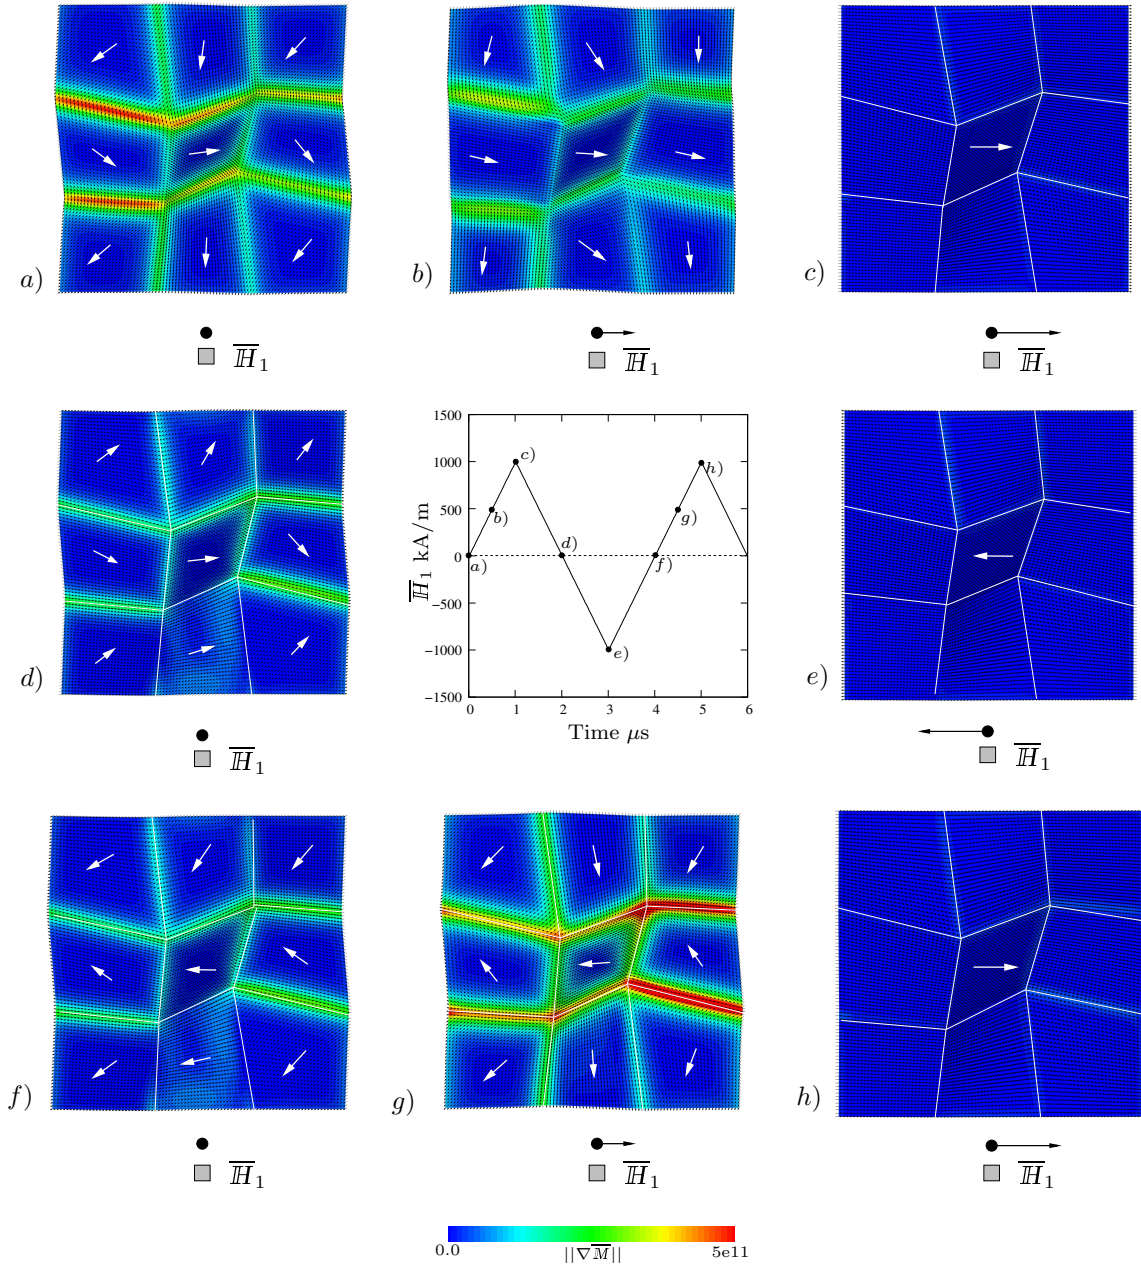 a)
b)
c)
H̅₁
H̅₁
H̅₁
d)
1500
1000
500
0
−500
−1000
−1500
H̅₁ kA/m
a)
b)
c)
d)
e)
f)
g)
h)
0 1 2 3 4 5 6
Time μs
e)
H̅₁
H̅₁
f)
g)
h)
H̅₁
H̅₁
H̅₁
0.0
||∇M̅||
5e11